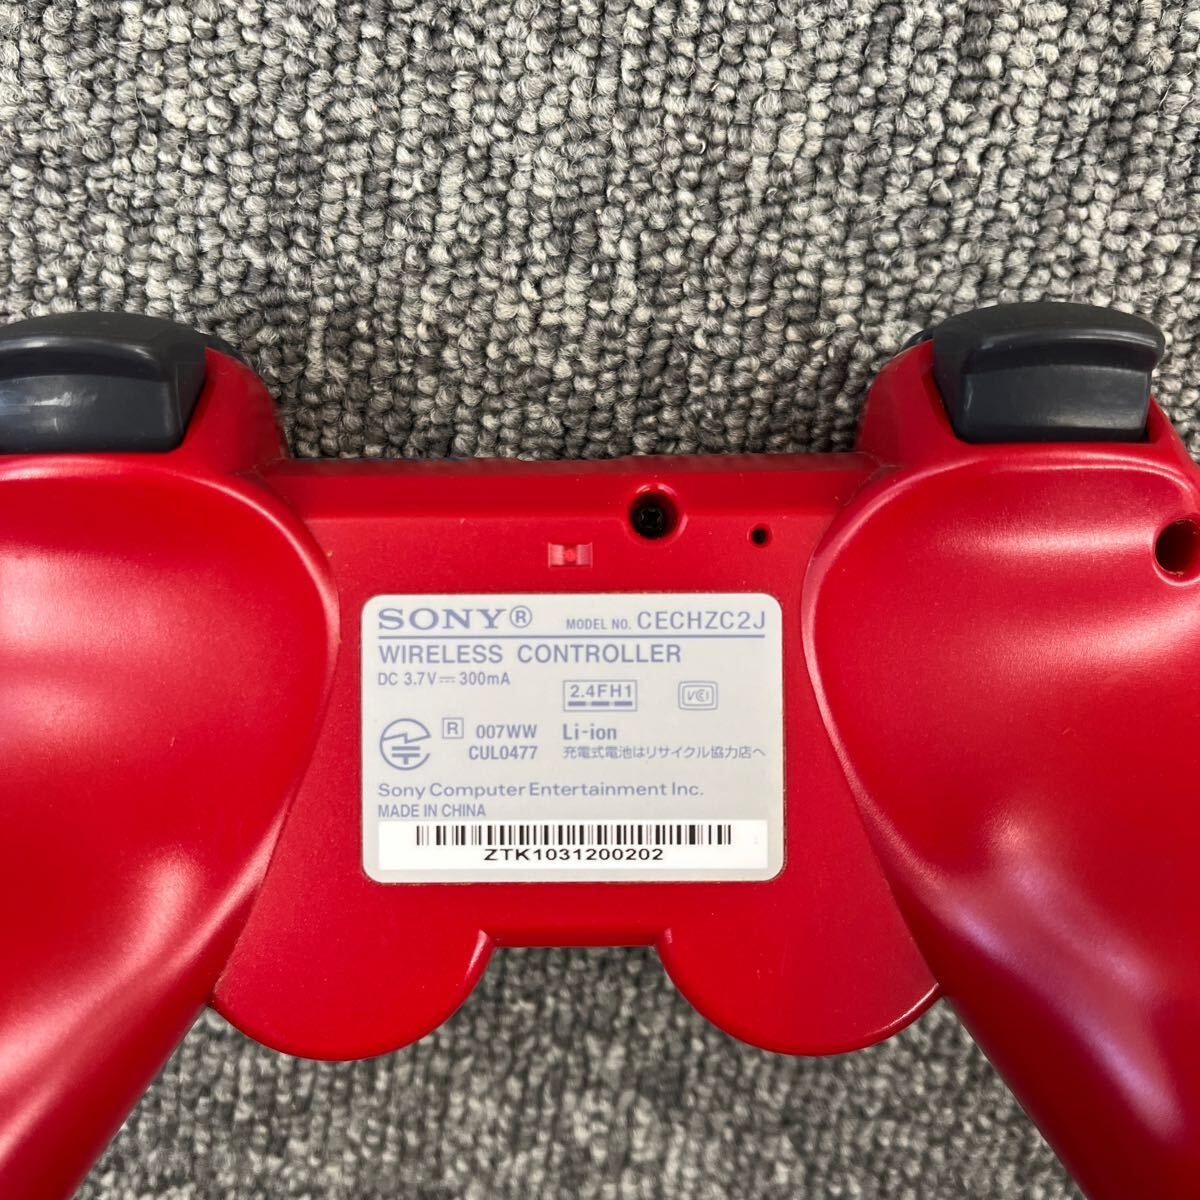 SONY®
MODEL NO. CECHZC2J
WIRELESS CONTROLLER
DC 3.7V⎓300mA
2.4FH1
VCI
R 007WW
CUL0477
Li-ion
充電式電池はリサイクル協力店へ
Sony Computer Entertainment Inc.
MADE IN CHINA
ZTK1031200202